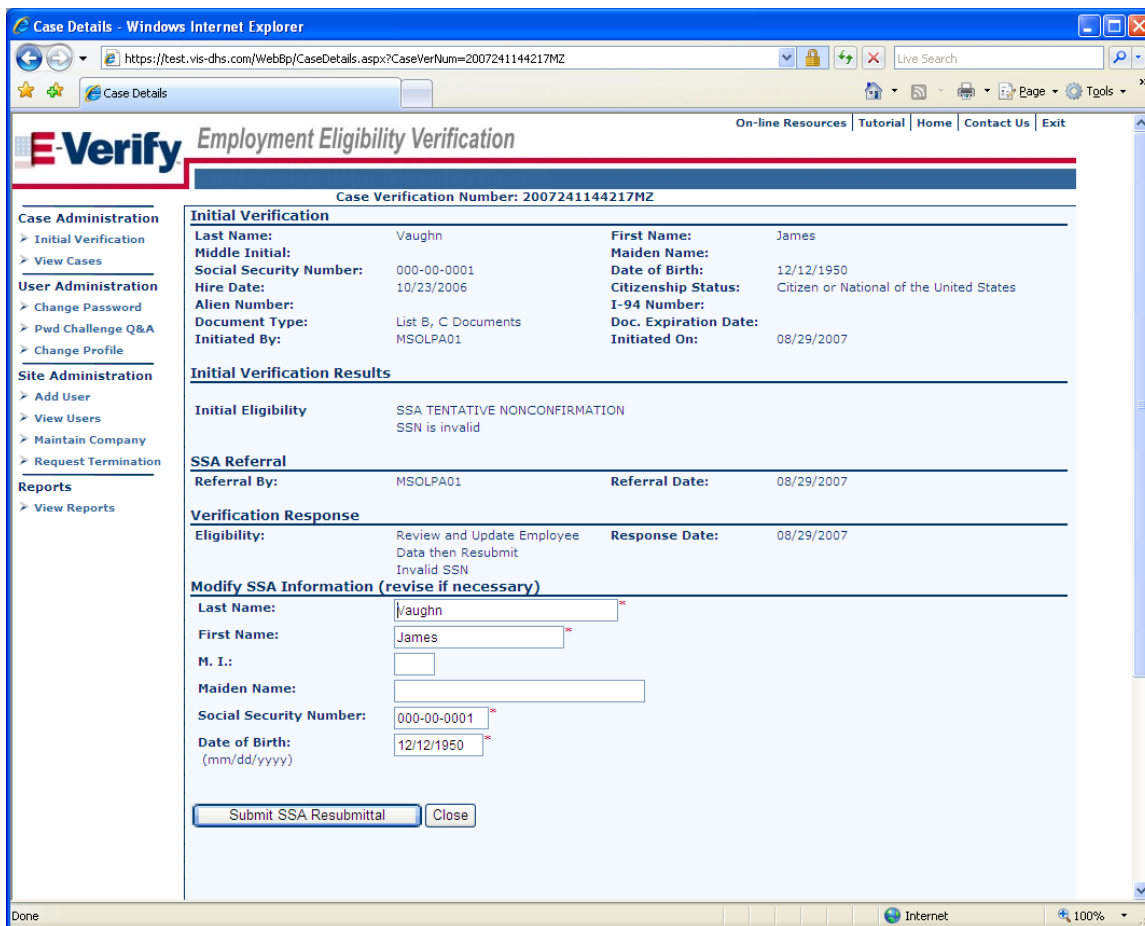 Case Details - Windows Internet Explorer
https://test.vis-dhs.com/WebBp/CaseDetails.aspx?CaseVerNum=2007241144217MZ
Live Search
Case Details
Page
Tools
On-line Resources | Tutorial | Home | Contact Us | Exit
E-Verify
Employment Eligibility Verification
Case Verification Number: 2007241144217MZ
Case Administration
Initial Verification
View Cases
User Administration
Change Password
Pwd Challenge Q&A
Change Profile
Site Administration
Add User
View Users
Maintain Company
Request Termination
Reports
View Reports
Initial Verification
Last Name: Vaughn First Name: James
Middle Initial: Maiden Name:
Social Security Number: 000-00-0001 Date of Birth: 12/12/1950
Hire Date: 10/23/2006 Citizenship Status: Citizen or National of the United States
Alien Number: I-94 Number:
Document Type: List B, C Documents Doc. Expiration Date:
Initiated By: MSOLPA01 Initiated On: 08/29/2007
Initial Verification Results
Initial Eligibility SSA TENTATIVE NONCONFIRMATION
SSN is invalid
SSA Referral
Referral By: MSOLPA01 Referral Date: 08/29/2007
Verification Response
Eligibility: Review and Update Employee Response Date: 08/29/2007
Data then Resubmit
Invalid SSN
Modify SSA Information (revise if necessary)
Last Name: Vaughn *
First Name: James *
M. I.:
Maiden Name:
Social Security Number: 000-00-0001 *
Date of Birth: 12/12/1950 *
(mm/dd/yyyy)
Submit SSA Resubmittal Close
Done Internet 100%